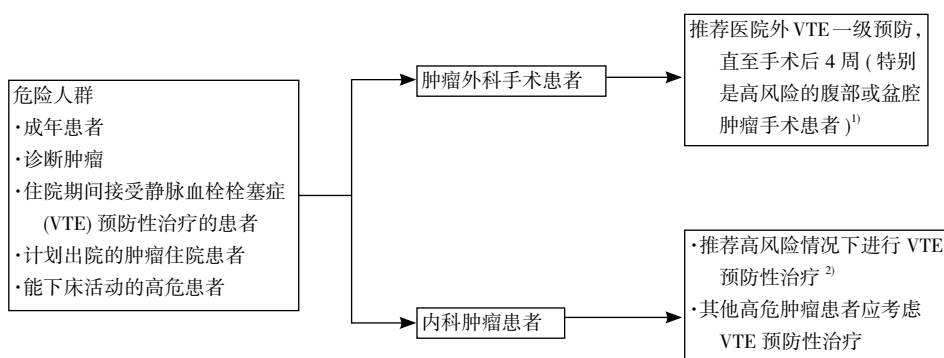 危险人群
·成年患者
·诊断肿瘤
·住院期间接受静脉血栓栓塞症
(VTE) 预防性治疗的患者
·计划出院的肿瘤住院患者
·能下床活动的高危患者
肿瘤外科手术患者
推荐医院外 VTE 一级预防，
直至手术后 4 周 ( 特别
是高风险的腹部或盆腔
肿瘤手术患者 )1)
内科肿瘤患者
·推荐高风险情况下进行 VTE
预防性治疗 2)
·其他高危肿瘤患者应考虑
VTE 预防性治疗